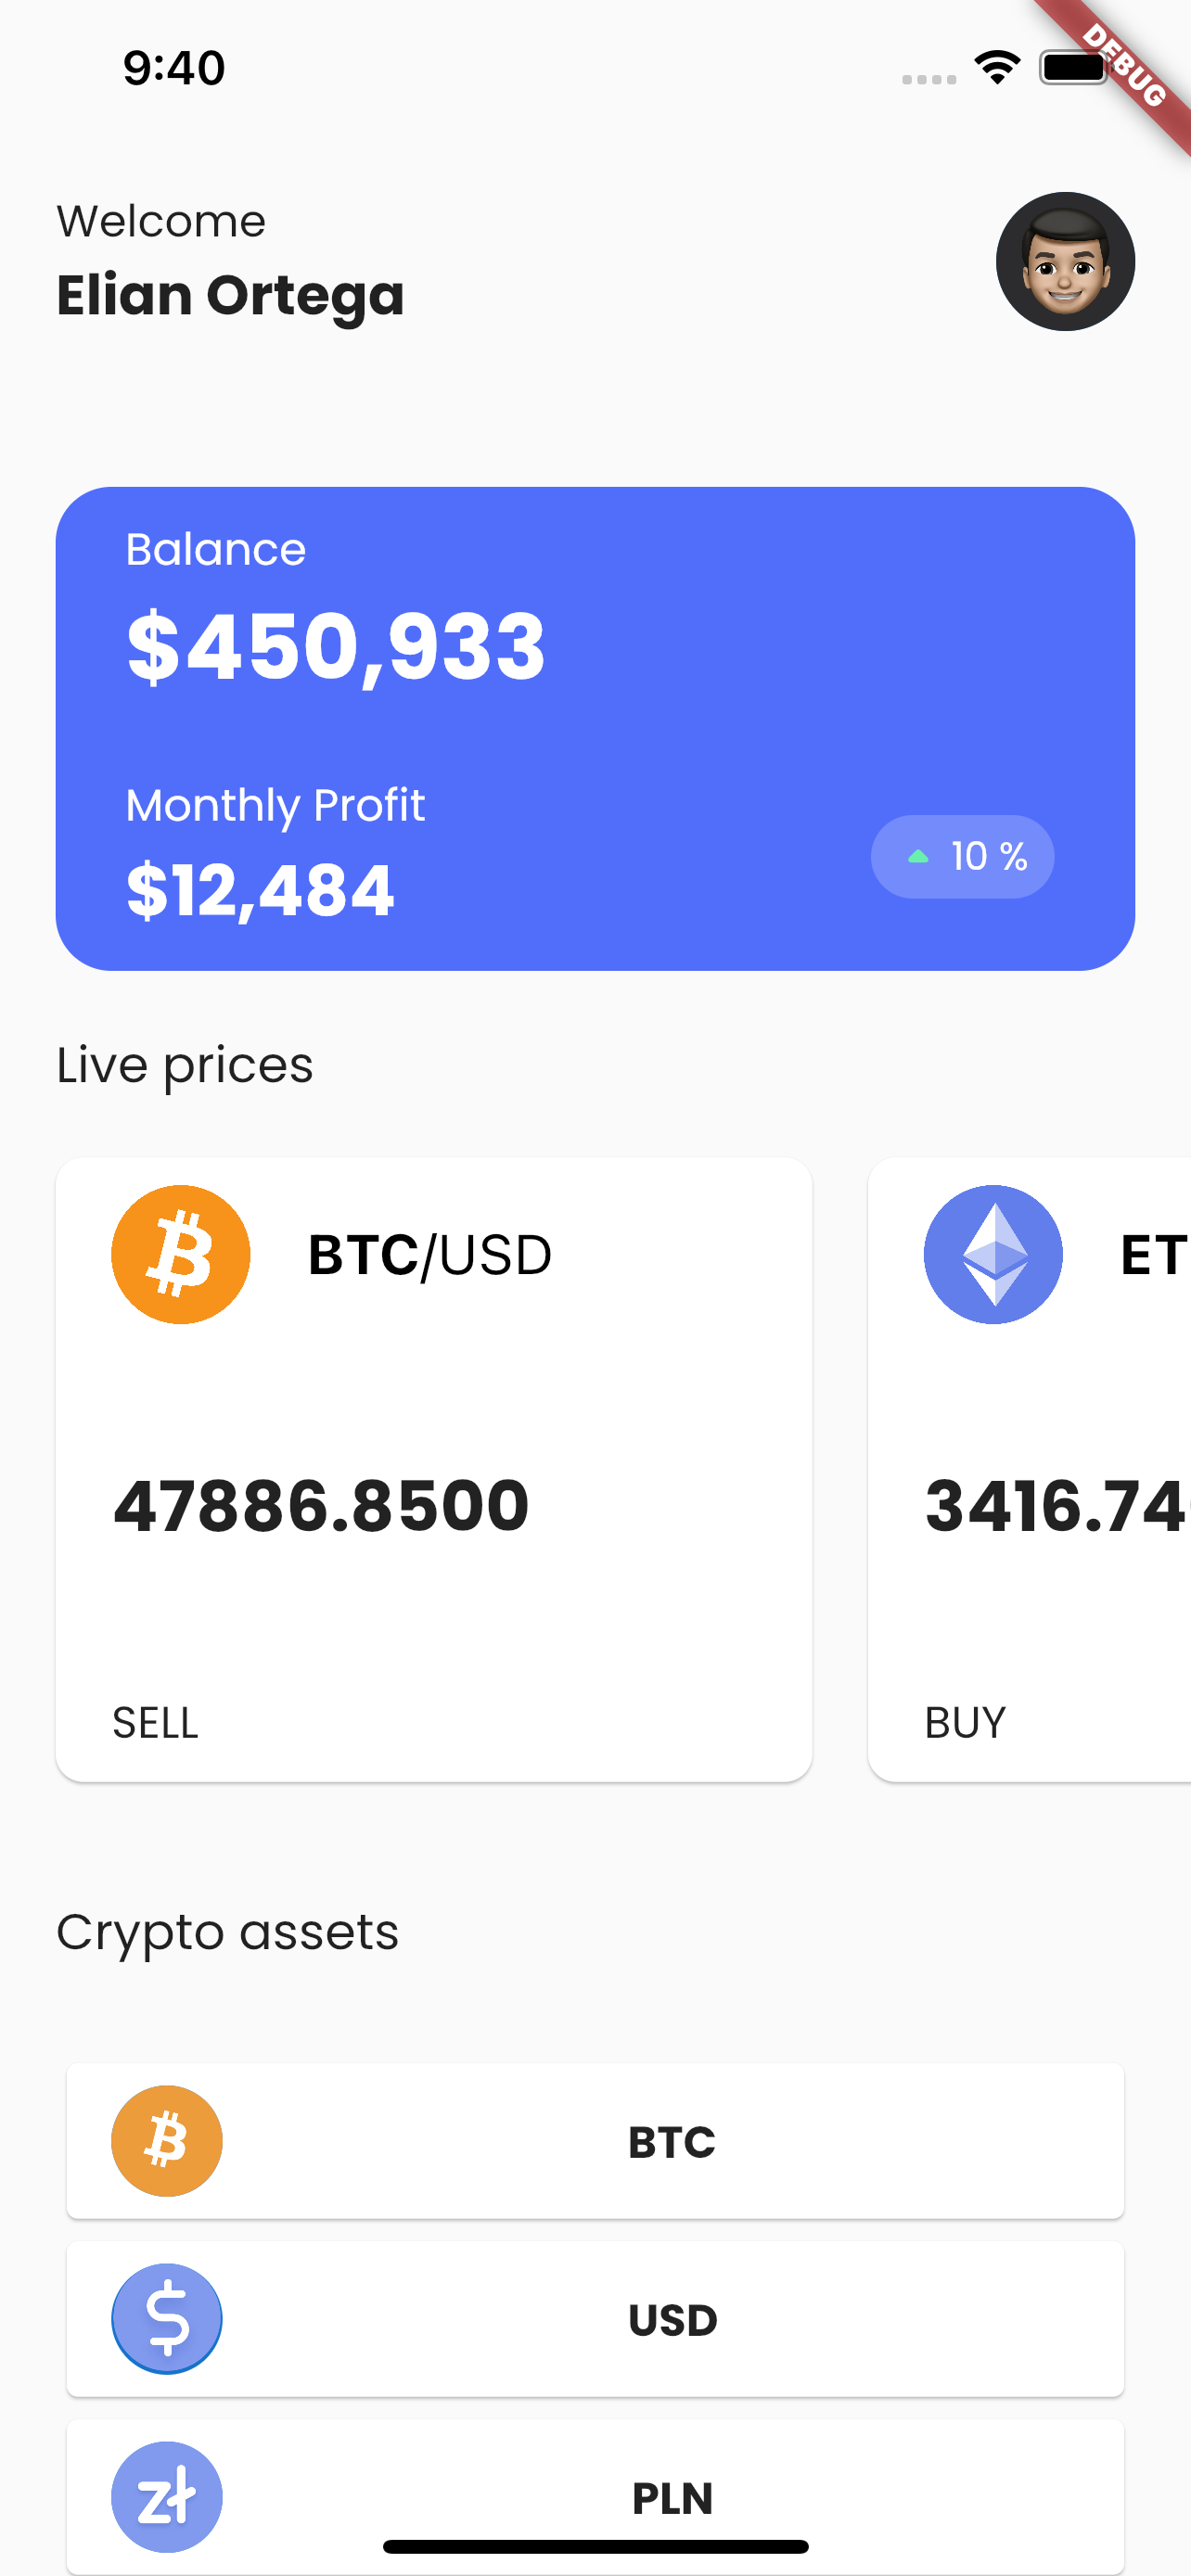 9:40
DEBUG
Welcome
Elian Ortega
Balance
$450,933
Monthly Profit
$12,484
10 %
Live prices
BTC/USD
47886.8500
SELL
ET
3416.74
BUY
Crypto assets
BTC
USD
zł
PLN